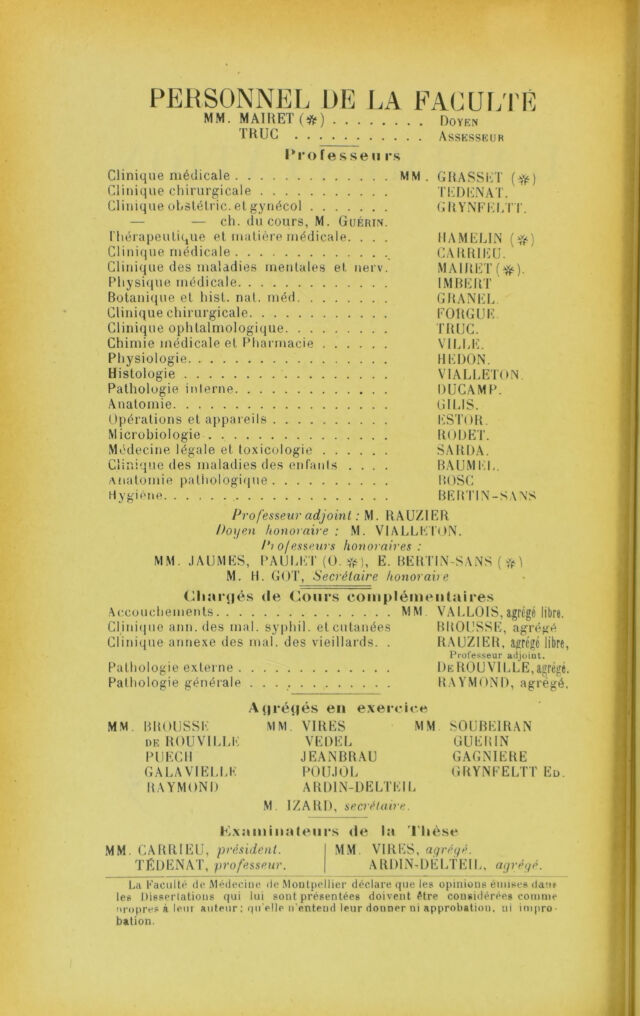 PERSONNEL DE LA FACULTÉ
MM. MAIRET (✻) . . . . . . . . DOYEN
TRUC . . . . . . . . . . . ASSESSEUR
Professeurs
Clinique médicale . . . . . . . . . . . . . MM. GRASSET (✻)
Clinique chirurgicale . . . . . . . . . . . TEDENAT.
Clinique obstétric. et gynécol . . . . . . . GRYNFELTT.
— — ch. du cours, M. GUÉRIN.
Thérapeutique et matière médicale. . . . HAMELIN (✻)
Clinique médicale . . . . . . . . . . . . . CARRIEU.
Clinique des maladies mentales et nerv. MAIRET (✻).
Physique médicale. . . . . . . . . . . . . IMBERT
Botanique et hist. nat. méd. . . . . . . . GRANEL.
Clinique chirurgicale. . . . . . . . . . . . FORGUE.
Clinique ophtalmologique. . . . . . . . . TRUC.
Chimie médicale et Pharmacie . . . . . . VILLE.
Physiologie. . . . . . . . . . . . . . . . . HEDON.
Histologie . . . . . . . . . . . . . . . . . VIALLETON.
Pathologie interne. . . . . . . . . . . . . DUCAMP.
Anatomie. . . . . . . . . . . . . . . . . . GILIS.
Opérations et appareils . . . . . . . . . . ESTOR.
Microbiologie . . . . . . . . . . . . . . . RODET.
Médecine légale et toxicologie . . . . . . SARDA.
Clinique des maladies des enfants . . . . BAUMEL.
Anatomie pathologique . . . . . . . . . . BOSC
Hygiène. . . . . . . . . . . . . . . . . . . BERTIN-SANS
Professeur adjoint : M. RAUZIER
Doyen honoraire : M. VIALLETON.
Professeurs honoraires :
MM. JAUMES, PAULET (O. ✻), E. BERTIN-SANS (✻)
M. H. GOT, Secrétaire honoraire
Chargés de Cours complémentaires
Accouchements. . . . . . . . . . . . . . . MM. VALLOIS, agrégé libre.
Clinique ann. des mal. syphil. et cutanées BROUSSE, agrégé
Clinique annexe des mal. des vieillards. . RAUZIER, agrégé libre,
Professeur adjoint.
Pathologie externe . . . . . . . . . . . . . DE ROUVILLE, agrégé.
Pathologie générale . . . . . . . . . . . . RAYMOND, agrégé.
Agrégés en exercice
MM. BROUSSE MM. VIRES MM. SOUBEIRAN
DE ROUVILLE VEDEL GUERIN
PUECH JEANBRAU GAGNIERE
GALAVIELLE POUJOL GRYNFELTT ED.
RAYMOND ARDIN-DELTEIL
M. IZARD, secrétaire.
Examinateurs de la Thèse
MM. CARRIEU, président. MM. VIRES, agrégé.
TÉDENAT, professeur. ARDIN-DELTEIL, agrégé.
La Faculté de Médecine de Montpellier déclare que les opinions émises dans
les Dissertations qui lui sont présentées doivent être considérées comme
propres à leur auteur; qu'elle n'entend leur donner ni approbation, ni impro-
bation.